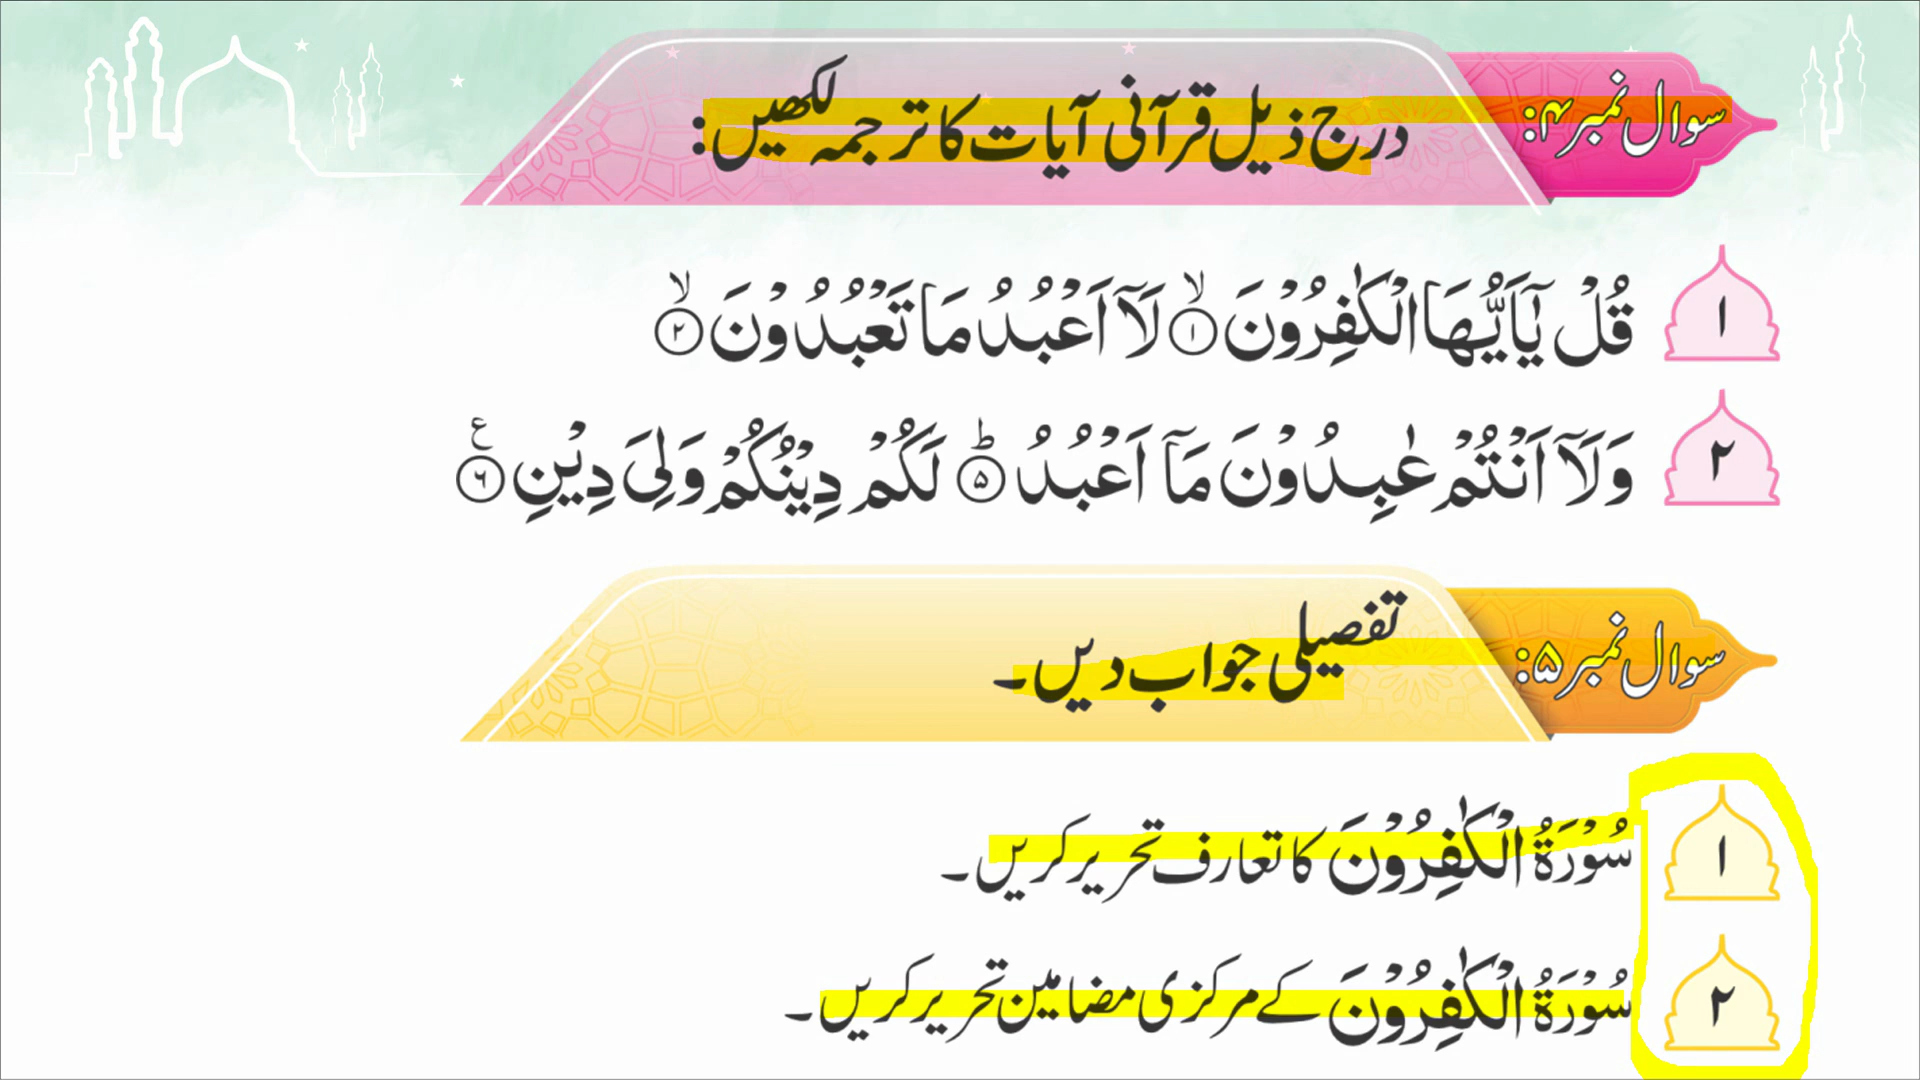 سوال نمبر۴: درج ذیل قرآنی آیات کا ترجمہ لکھیں:
۱ قُلْ یٰۤاَیُّهَا الْكٰفِرُوْنَۙ۝۱ لَاۤ اَعْبُدُ مَا تَعْبُدُوْنَۙ۝۲
۲ وَ لَاۤ اَنْتُمْ عٰبِدُوْنَ مَاۤ اَعْبُدُؕ۝۵ لَكُمْ دِیْنُكُمْ وَ لِیَ دِیْنِ۠۝۶ ع
سوال نمبر۵: تفصیلی جواب دیں۔
۱ سُوْرَۃُ الْكٰفِرُوْنَ کا تعارف تحریر کریں۔
۲ سُوْرَۃُ الْكٰفِرُوْنَ کے مرکزی مضامین تحریر کریں۔